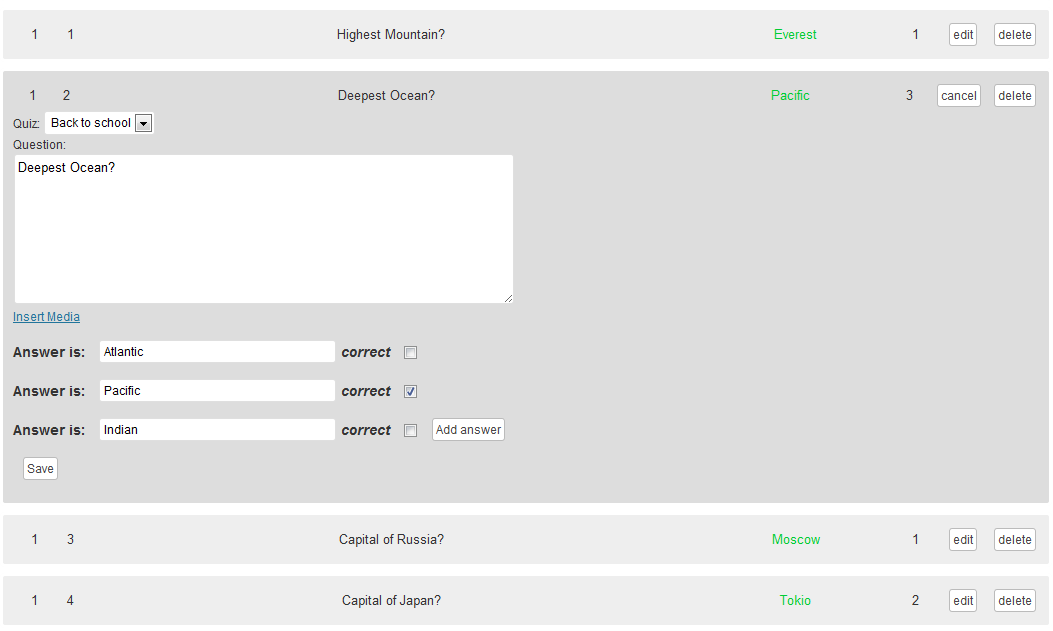 1 1 Highest Mountain? Everest 1 edit delete
1 2 Deepest Ocean? Pacific 3 cancel delete
Quiz: Back to school
Question:
Deepest Ocean?
Insert Media
Answer is: Atlantic correct
Answer is: Pacific correct
Answer is: Indian correct Add answer
Save
1 3 Capital of Russia? Moscow 1 edit delete
1 4 Capital of Japan? Tokio 2 edit delete